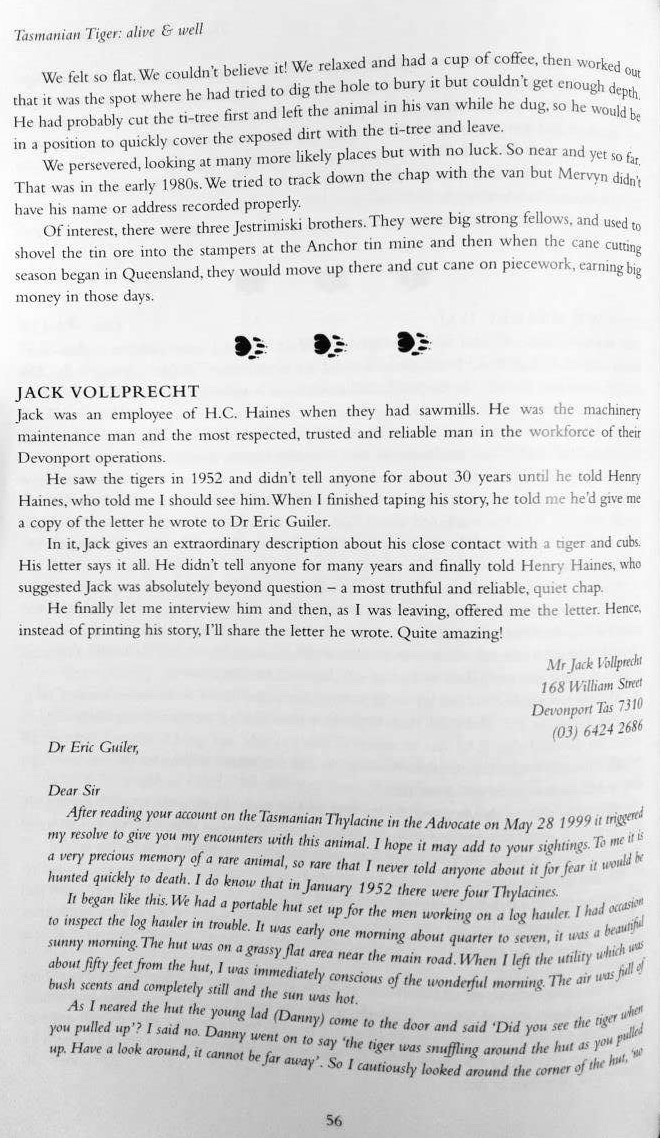 Tasmanian Tiger: alive & well
We felt so flat. We couldn't believe it! We relaxed and had a cup of coffee, then worked out
that it was the spot where he had tried to dig the hole to bury it but couldn't get enough depth.
He had probably cut the ti-tree first and left the animal in his van while he dug, so he would be
in a position to quickly cover the exposed dirt with the ti-tree and leave.
We persevered, looking at many more likely places but with no luck. So near and yet so far.
That was in the early 1980s. We tried to track down the chap with the van but Mervyn didn't
have his name or address recorded properly.
Of interest, there were three Jestrimiski brothers. They were big strong fellows, and used to
shovel the tin ore into the stampers at the Anchor tin mine and then when the cane cutting
season began in Queensland, they would move up there and cut cane on piecework, earning big
money in those days.
JACK VOLLPRECHT
Jack was an employee of H.C. Haines when they had sawmills. He was the machinery
maintenance man and the most respected, trusted and reliable man in the workforce of their
Devonport operations.
He saw the tigers in 1952 and didn't tell anyone for about 30 years until he told Henry
Haines, who told me I should see him. When I finished taping his story, he told me he'd give me
a copy of the letter he wrote to Dr Eric Guiler.
In it, Jack gives an extraordinary description about his close contact with a tiger and cubs.
His letter says it all. He didn't tell anyone for many years and finally told Henry Haines, who
suggested Jack was absolutely beyond question – a most truthful and reliable, quiet chap.
He finally let me interview him and then, as I was leaving, offered me the letter. Hence,
instead of printing his story, I'll share the letter he wrote. Quite amazing!
Mr Jack Vollprecht
168 William Street
Devonport Tas 7310
(03) 6424 2686
Dr Eric Guiler,
Dear Sir
After reading your account on the Tasmanian Thylacine in the Advocate on May 28 1999 it triggered
my resolve to give you my encounters with this animal. I hope it may add to your sightings. To me it is
a very precious memory of a rare animal, so rare that I never told anyone about it for fear it would be
hunted quickly to death. I do know that in January 1952 there were four Thylacines.
It began like this. We had a portable hut set up for the men working on a log hauler. I had occasion
to inspect the log hauler in trouble. It was early one morning about quarter to seven, it was a beautiful
sunny morning. The hut was on a grassy flat area near the main road. When I left the utility which was
about fifty feet from the hut, I was immediately conscious of the wonderful morning. The air was full of
bush scents and completely still and the sun was hot.
As I neared the hut the young lad (Danny) come to the door and said 'Did you see the tiger when
you pulled up'? I said no. Danny went on to say 'the tiger was snuffling around the hut as you pulled
up. Have a look around, it cannot be far away'. So I cautiously looked around the corner of the hut, 'no
56